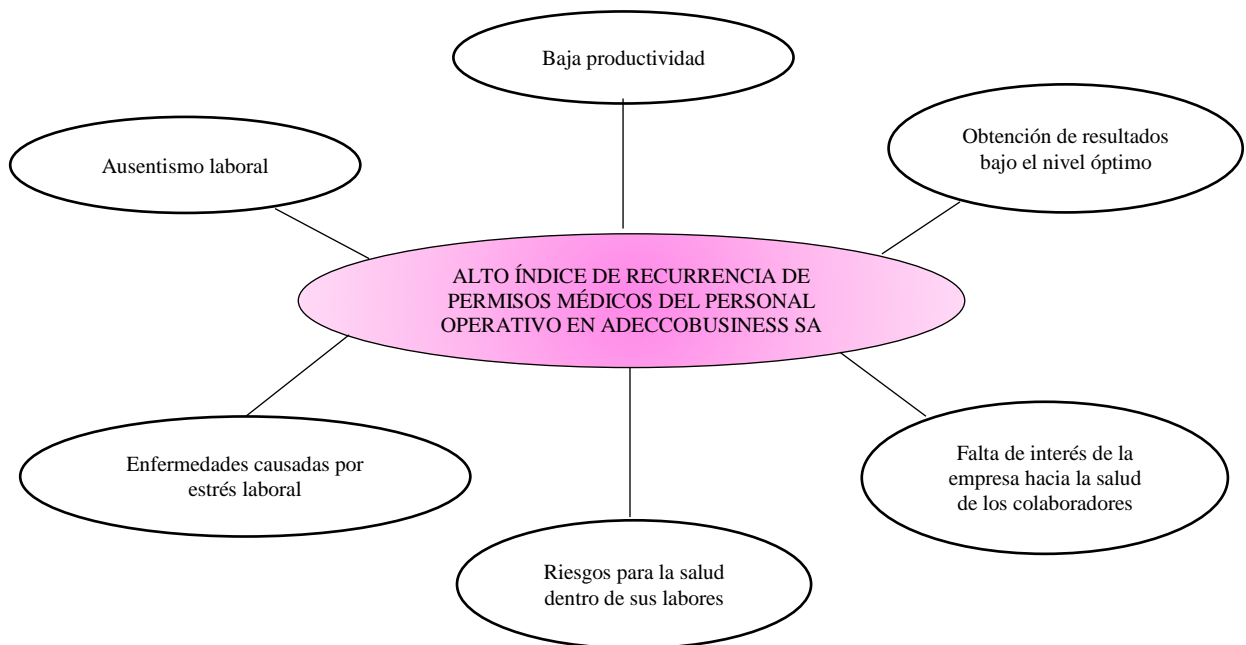 Baja productividad
Ausentismo laboral
Obtención de resultados
bajo el nivel óptimo
ALTO ÍNDICE DE RECURRENCIA DE
PERMISOS MÉDICOS DEL PERSONAL
OPERATIVO EN ADECCOBUSINESS SA
Enfermedades causadas por
estrés laboral
Falta de interés de la
empresa hacia la salud
de los colaboradores
Riesgos para la salud
dentro de sus labores